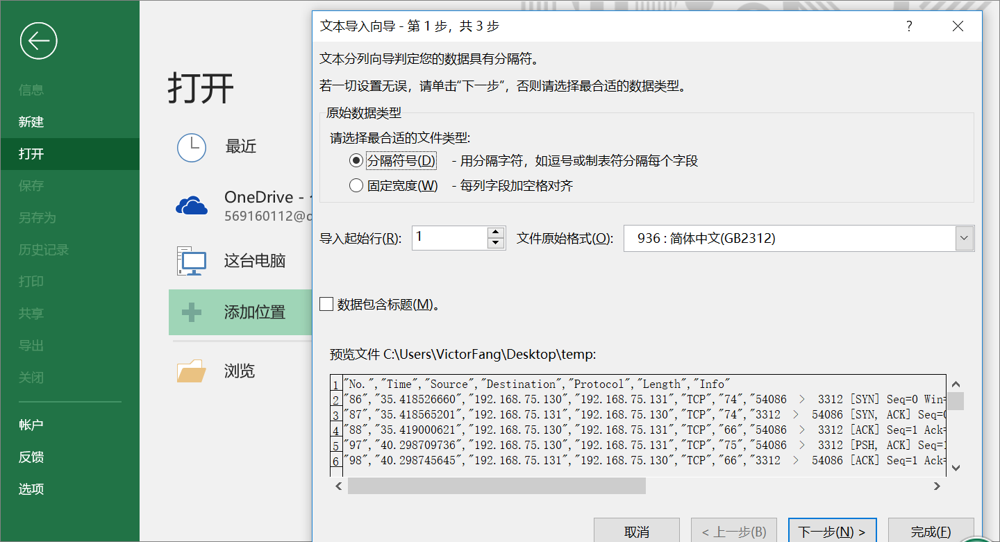 信息
新建
打开
保存
另存为
历史记录
打印
共享
导出
关闭
帐户
反馈
选项
打开
最近
OneDrive -
569160112@
这台电脑
添加位置
浏览
文本导入向导 - 第 1 步，共 3 步
?
文本分列向导判定您的数据具有分隔符。
若一切设置无误，请单击“下一步”，否则请选择最合适的数据类型。
原始数据类型
请选择最合适的文件类型:
分隔符号(D) - 用分隔字符，如逗号或制表符分隔每个字段
固定宽度(W) - 每列字段加空格对齐
导入起始行(R): 1 文件原始格式(O): 936 : 简体中文(GB2312)
数据包含标题(M)。
预览文件 C:\Users\VictorFang\Desktop\temp:
1 "No.","Time","Source","Destination","Protocol","Length","Info"
2 "86","35.418526660","192.168.75.130","192.168.75.131","TCP","74","54086 > 3312 [SYN] Seq=0 Win=
3 "87","35.418565201","192.168.75.131","192.168.75.130","TCP","74","3312 > 54086 [SYN, ACK] Seq=0
4 "88","35.419000621","192.168.75.130","192.168.75.131","TCP","66","54086 > 3312 [ACK] Seq=1 Ack=
5 "97","40.298709736","192.168.75.130","192.168.75.131","TCP","75","54086 > 3312 [PSH, ACK] Seq=1
6 "98","40.298745645","192.168.75.131","192.168.75.130","TCP","66","3312 > 54086 [ACK] Seq=1 Ack=
取消 < 上一步(B) 下一步(N) > 完成(F)